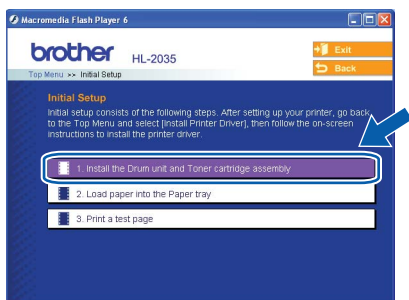 Macromedia Flash Player 6
brother HL-2035
Exit
Top Menu >> Initial Setup
Back
Initial Setup
Initial setup consists of the following steps. After setting up your printer, go back
to the Top Menu and select [Install Printer Driver], then follow the on-screen
instructions to install the printer driver.
1. Install the Drum unit and Toner cartridge assembly
2. Load paper into the Paper tray
3. Print a test page